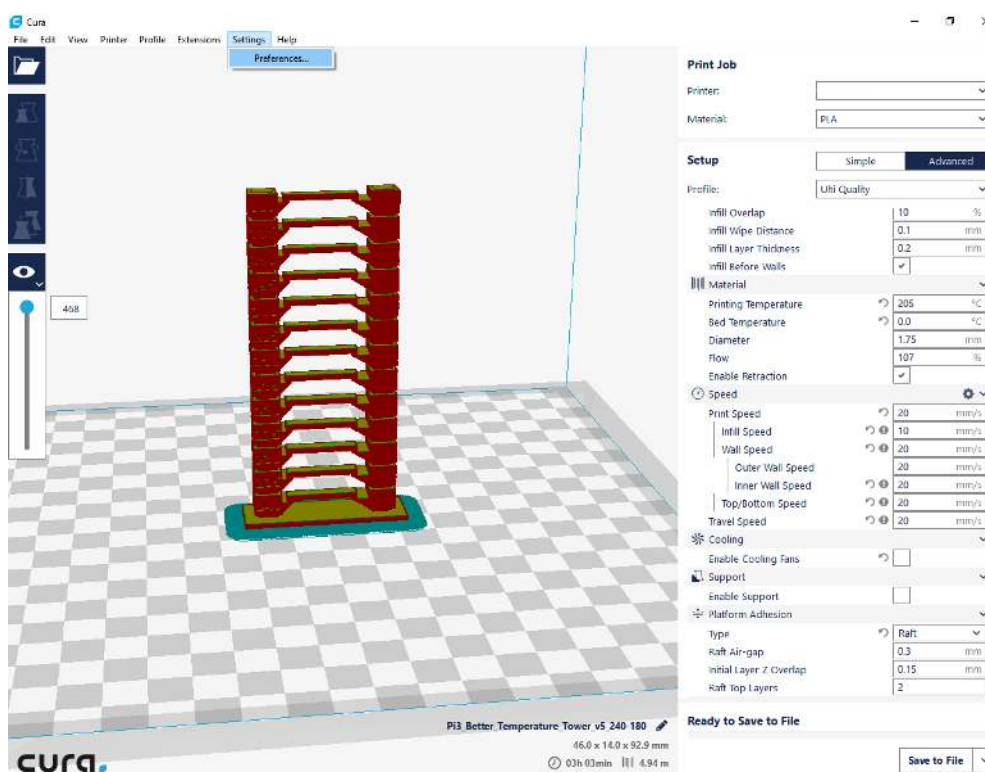 Cura
File Edit View Printer Profile Extensions Settings Help
Preferences...
468
Print Job
Printer:
Material: PLA
Setup Simple Advanced
Profile: Ulti Quality
Infill Overlap 10 %
Infill Wipe Distance 0.1 mm
Infill Layer Thickness 0.2 mm
Infill Before Walls
Material
Printing Temperature 205 °C
Bed Temperature 0.0 °C
Diameter 1.75 mm
Flow 107 %
Enable Retraction
Speed
Print Speed 20 mm/s
Infill Speed 10 mm/s
Wall Speed 20 mm/s
Outer Wall Speed 20 mm/s
Inner Wall Speed 20 mm/s
Top/Bottom Speed 20 mm/s
Travel Speed 20 mm/s
Cooling
Enable Cooling Fans
Support
Enable Support
Platform Adhesion
Type Raft
Raft Air-gap 0.3 mm
Initial Layer Z Overlap 0.15 mm
Raft Top Layers 2
Pi3_Better_Temperature_Tower_v5_240_180
46.0 x 14.0 x 92.9 mm
03h 03min 4.94 m
cura.
Ready to Save to File
Save to File